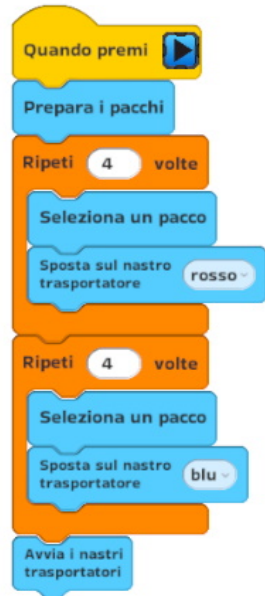 Quando premi
Prepara i pacchi
Ripeti 4 volte
Seleziona un pacco
Sposta sul nastro
trasportatore rosso
Ripeti 4 volte
Seleziona un pacco
Sposta sul nastro
trasportatore blu
Avvia i nastri
trasportatori